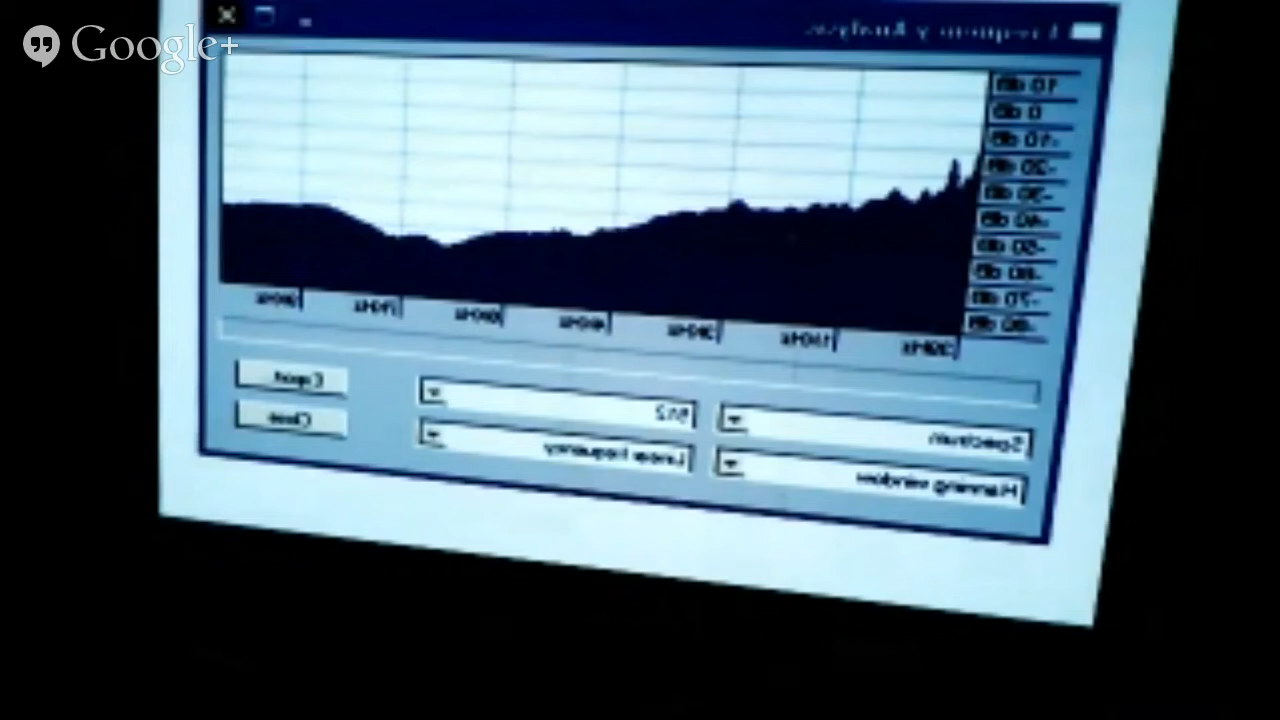 Google+
Frequency Analysis
10 dB
0 dB
-10 dB
-20 dB
-30 dB
-40 dB
-50 dB
-60 dB
-70 dB
-80 dB
Spectrum
512
Export
Hanning window
Linear frequency
Close